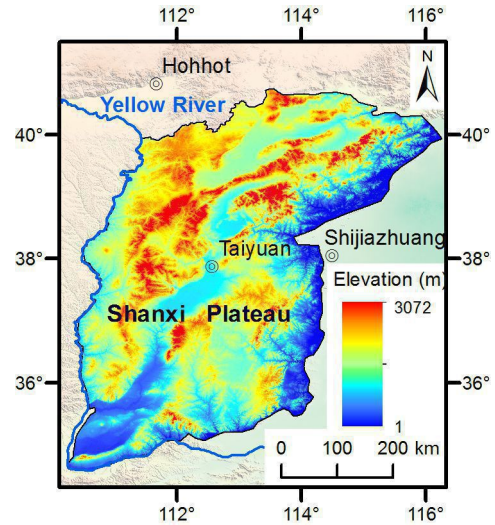 112° 114° 116°
N
Hohhot
Yellow River
40° 40°
Shijiazhuang
38° Taiyuan 38°
Elevation (m)
3072
Shanxi Plateau
36° 36°
1
0 100 200 km
112° 114° 116°